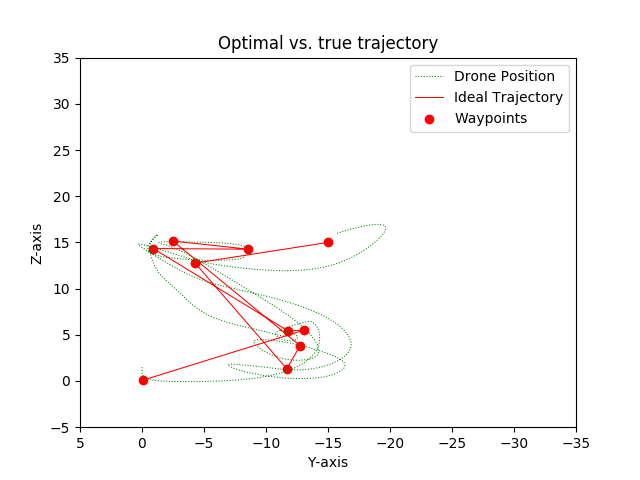 Optimal vs. true trajectory
Drone Position
Ideal Trajectory
Waypoints
35
30
25
20
15
10
5
0
−5
Z-axis
5 0 −5 −10 −15 −20 −25 −30 −35
Y-axis